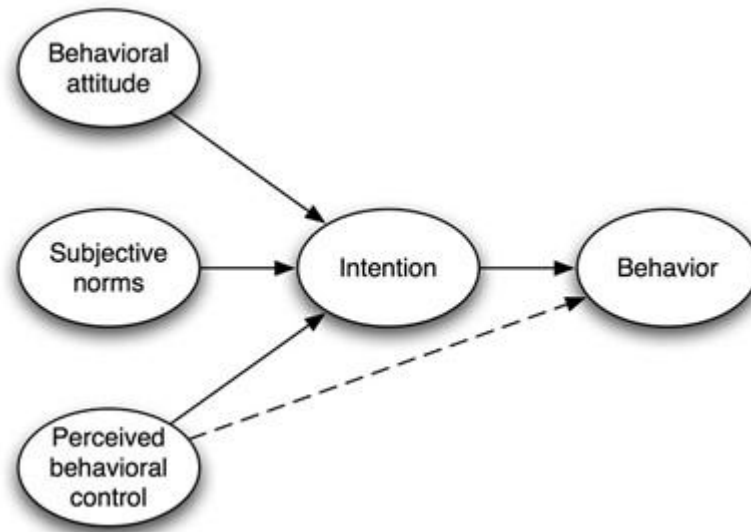 Behavioral
attitude
Subjective
norms
Intention
Behavior
Perceived
behavioral
control